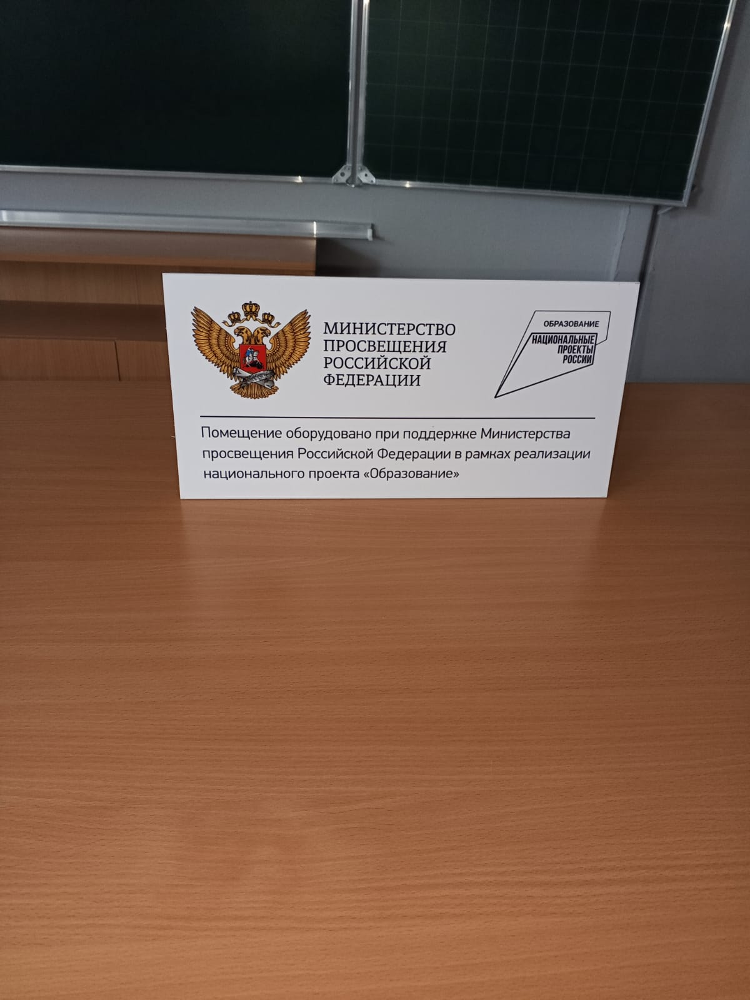 МИНИСТЕРСТВО
ПРОСВЕЩЕНИЯ
РОССИЙСКОЙ
ФЕДЕРАЦИИ
ОБРАЗОВАНИЕ
НАЦИОНАЛЬНЫЕ
ПРОЕКТЫ
РОССИИ
Помещение оборудовано при поддержке Министерства
просвещения Российской Федерации в рамках реализации
национального проекта «Образование»